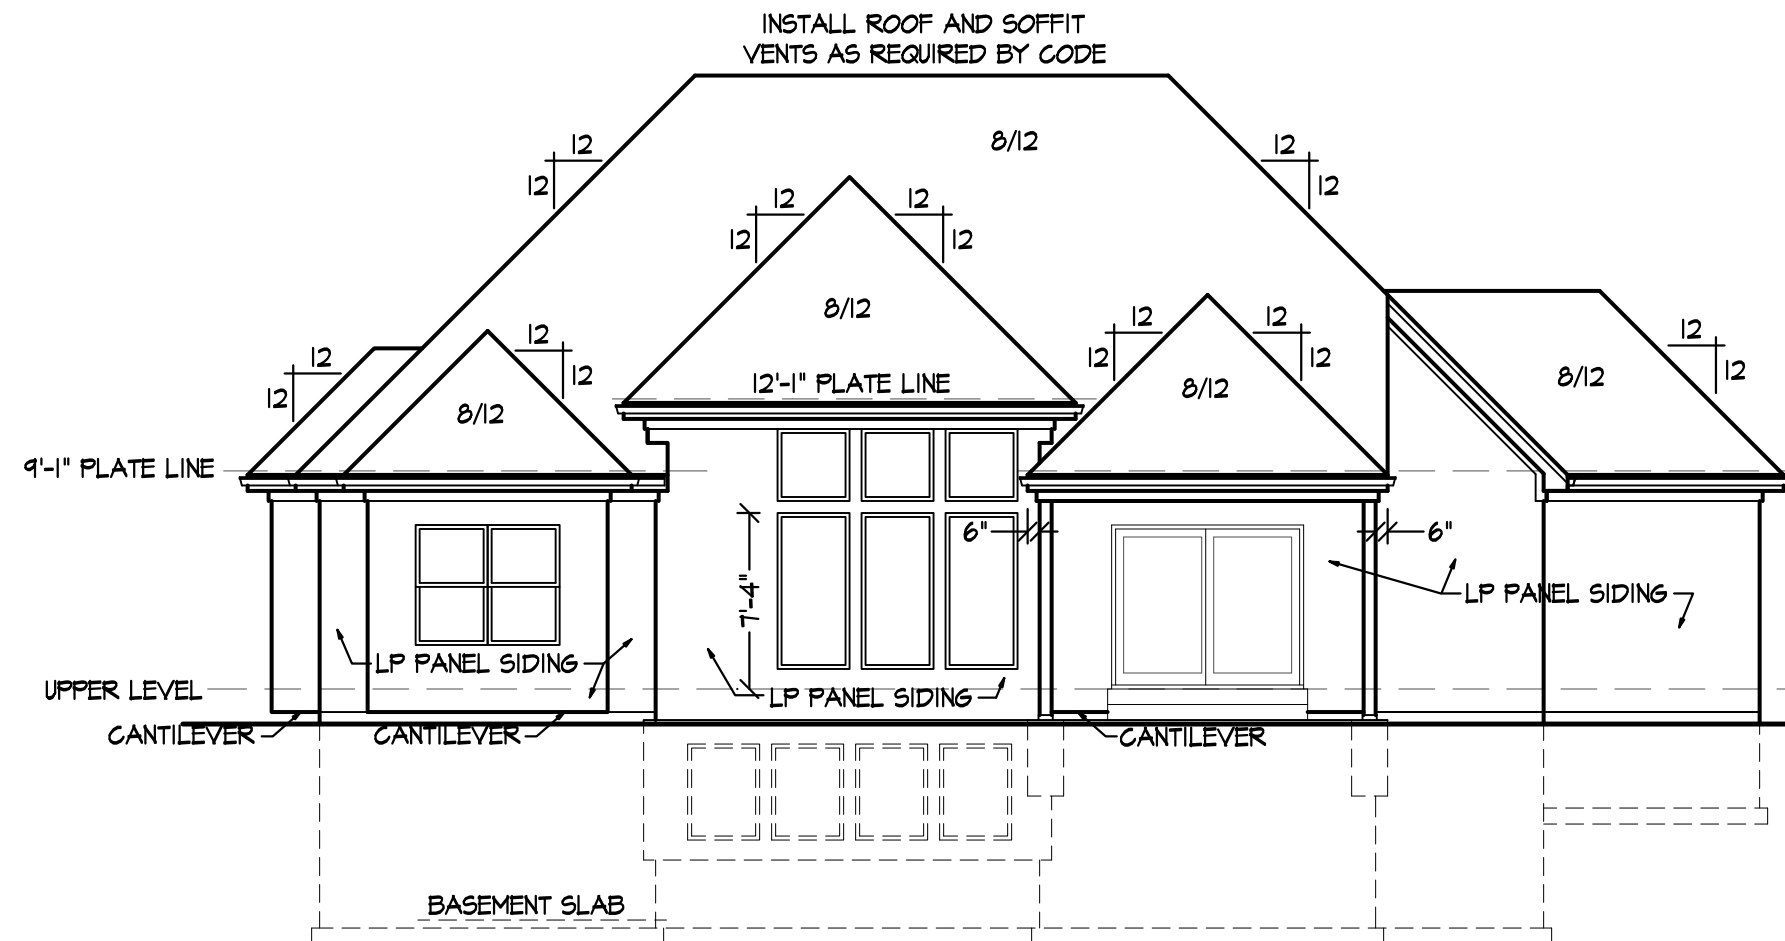 INSTALL ROOF AND SOFFIT
VENTS AS REQUIRED BY CODE
8/12
12
12
12
12
12
12
12
12
8/12
12
12
12
12
8/12
12
12
12
12
8/12
12
12
8/12
12
12
12'-1" PLATE LINE
9'-1" PLATE LINE
6"
6"
7'-4"
LP PANEL SIDING
LP PANEL SIDING
LP PANEL SIDING
UPPER LEVEL
CANTILEVER
CANTILEVER
CANTILEVER
BASEMENT SLAB